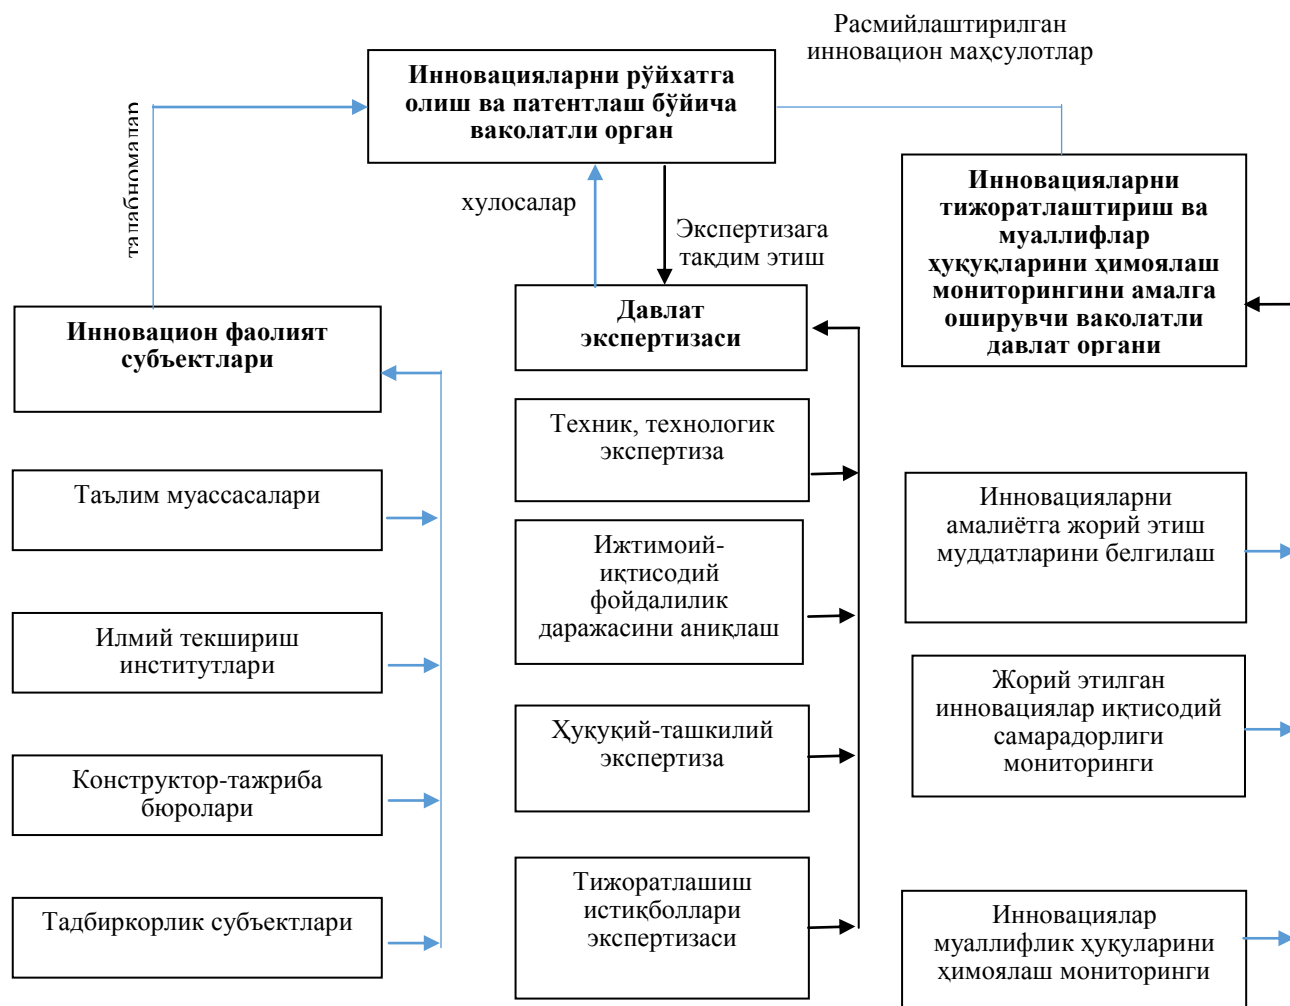 Расмийлаштирилган
инновацион маҳсулотлар
Инновацияларни рўйхатга
олиш ва патентлаш бўйича
ваколатли орган
талабномалар
хулосалар
Экспертизага
тақдим этиш
Инновацияларни
тижоратлаштириш ва
муаллифлар
ҳуқуқларини ҳимоялаш
мониторингини амалга
оширувчи ваколатли
давлат органи
Инновацион фаолият
субъектлари
Давлат
экспертизаси
Таълим муассасалари
Илмий текшириш
институтлари
Конструктор-тажриба
бюролари
Тадбиркорлик субъектлари
Техник, технологик
экспертиза
Ижтимоий-
иқтисодий
фойдалилик
даражасини аниқлаш
Ҳуқуқий-ташкилий
экспертиза
Тижоратлашиш
истиқболлари
экспертизаси
Инновацияларни
амалиётга жорий этиш
муддатларини белгилаш
Жорий этилган
инновациялар иқтисодий
самарадорлиги
мониторинги
Инновациялар
муаллифлик ҳуқуларини
ҳимоялаш мониторинги